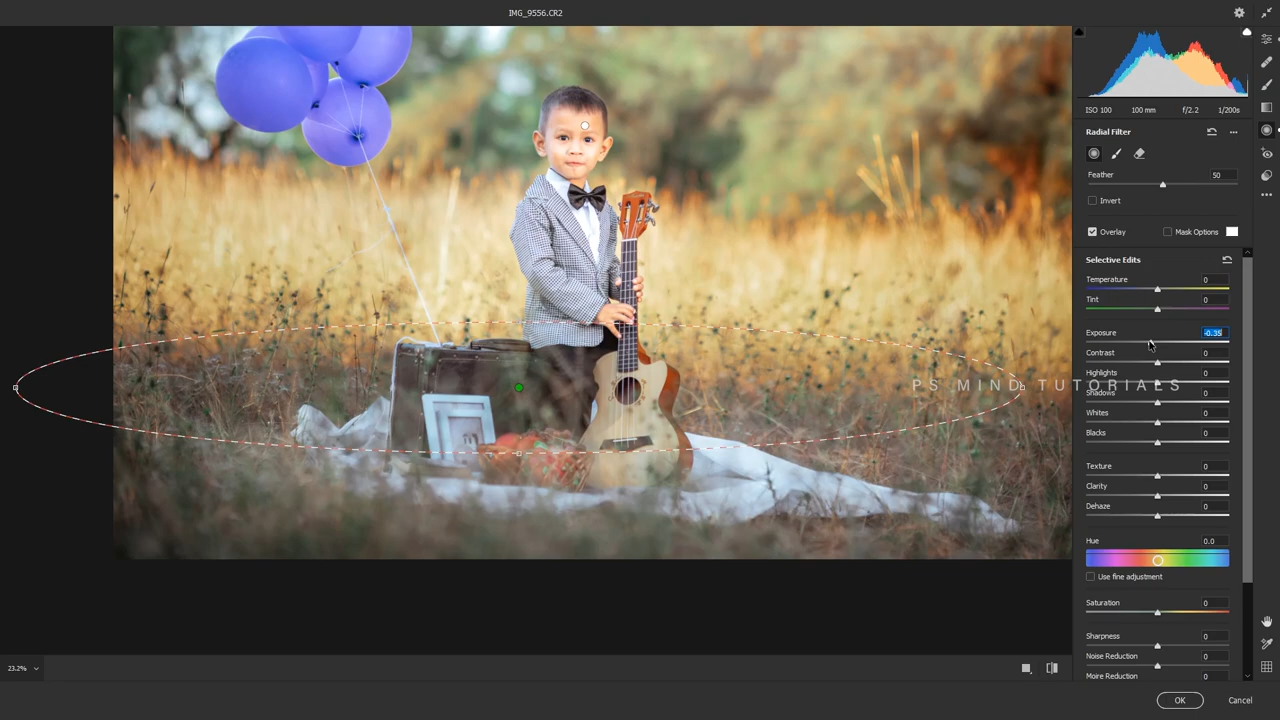 IMG_9556.CR2
ISO 100 100 mm f/2.2 1/200s
Radial Filter
Feather 50
Invert
Overlay Mask Options
Selective Edits
Temperature 0
Tint 0
Exposure -0.35
Contrast 0
Highlights 0
PS MIND TUTORIALS
Shadows 0
Whites 0
Blacks 0
Texture 0
Clarity 0
Dehaze 0
Hue 0.0
Use fine adjustment
Saturation 0
Sharpness 0
Noise Reduction 0
Moire Reduction 0
23.2%
OK Cancel